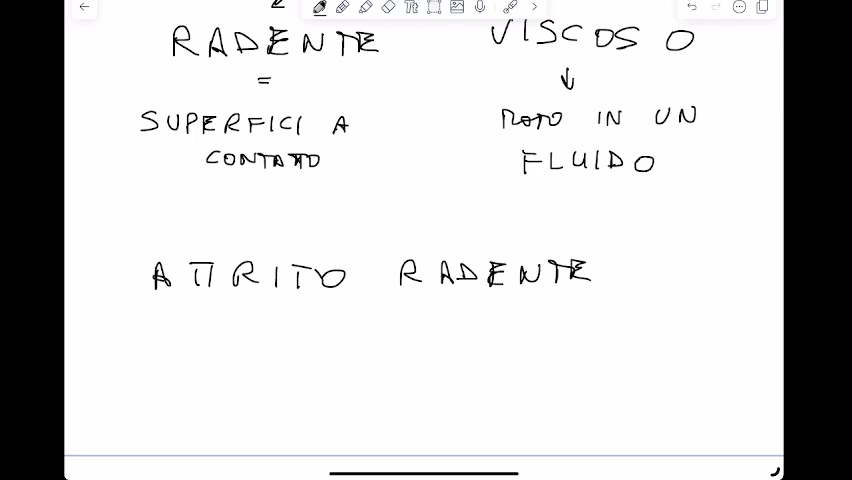 RADENTE VISCOSO
=
↓
SUPERFICI A MOTO IN UN
CONTATTO FLUIDO
ATTRITO RADENTE